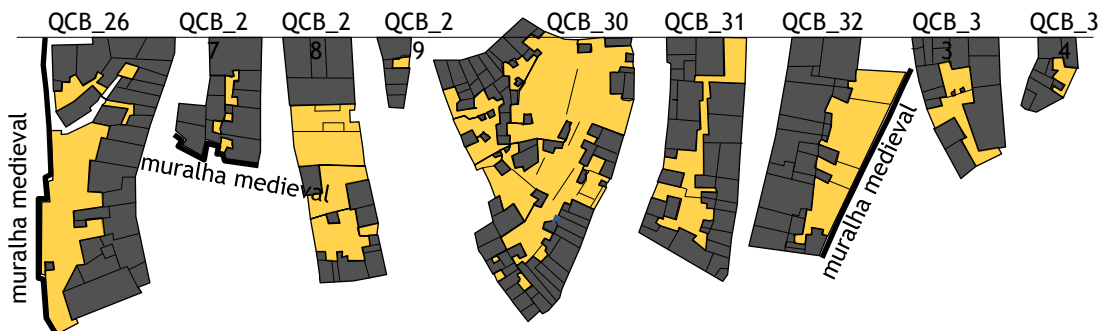 QCB_26
QCB_2
7
QCB_2
8
QCB_2
9
QCB_30
QCB_31
QCB_32
QCB_3
3
QCB_3
4
muralha medieval
muralha medieval
muralha medieval